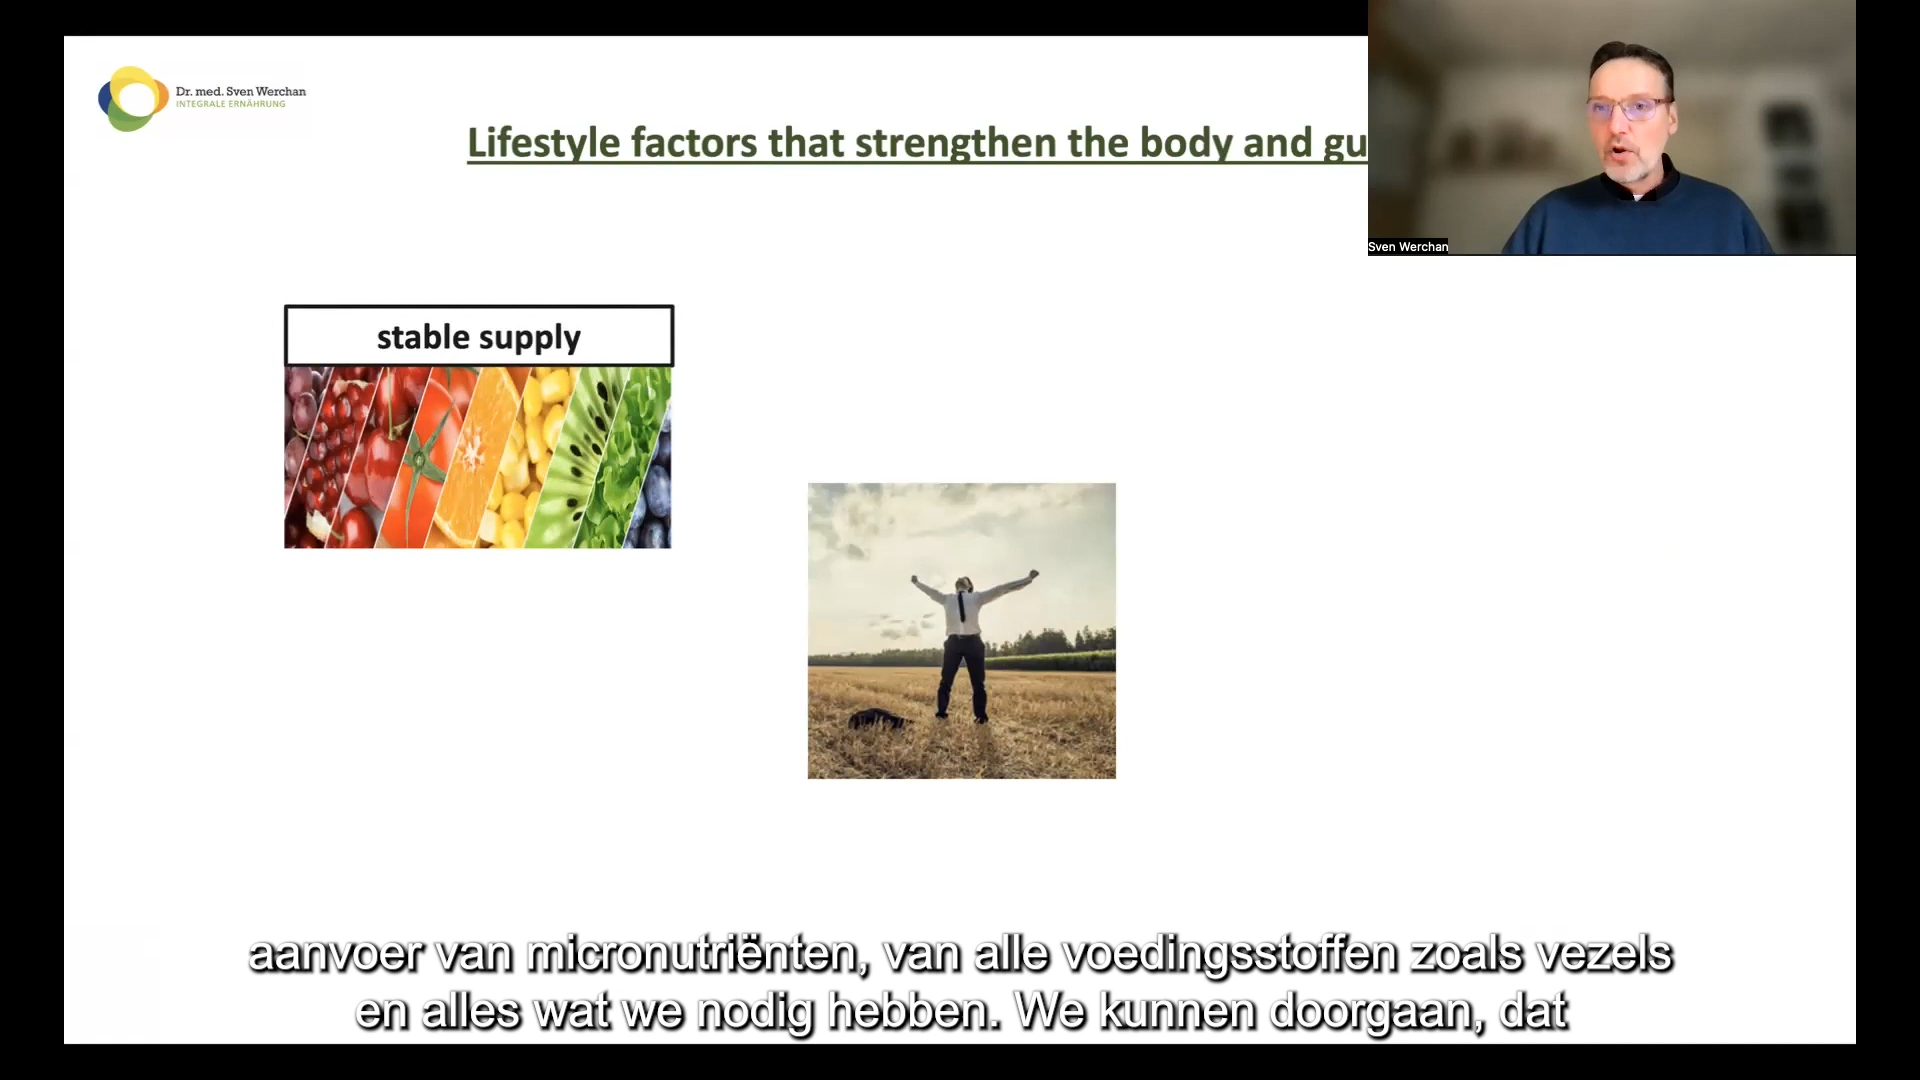 Dr. med. Sven Werchan
INTEGRALE ERNÄHRUNG
Lifestyle factors that strengthen the body and gu
Sven Werchan
stable supply
aanvoer van micronutriënten, van alle voedingsstoffen zoals vezels
en alles wat we nodig hebben. We kunnen doorgaan, dat